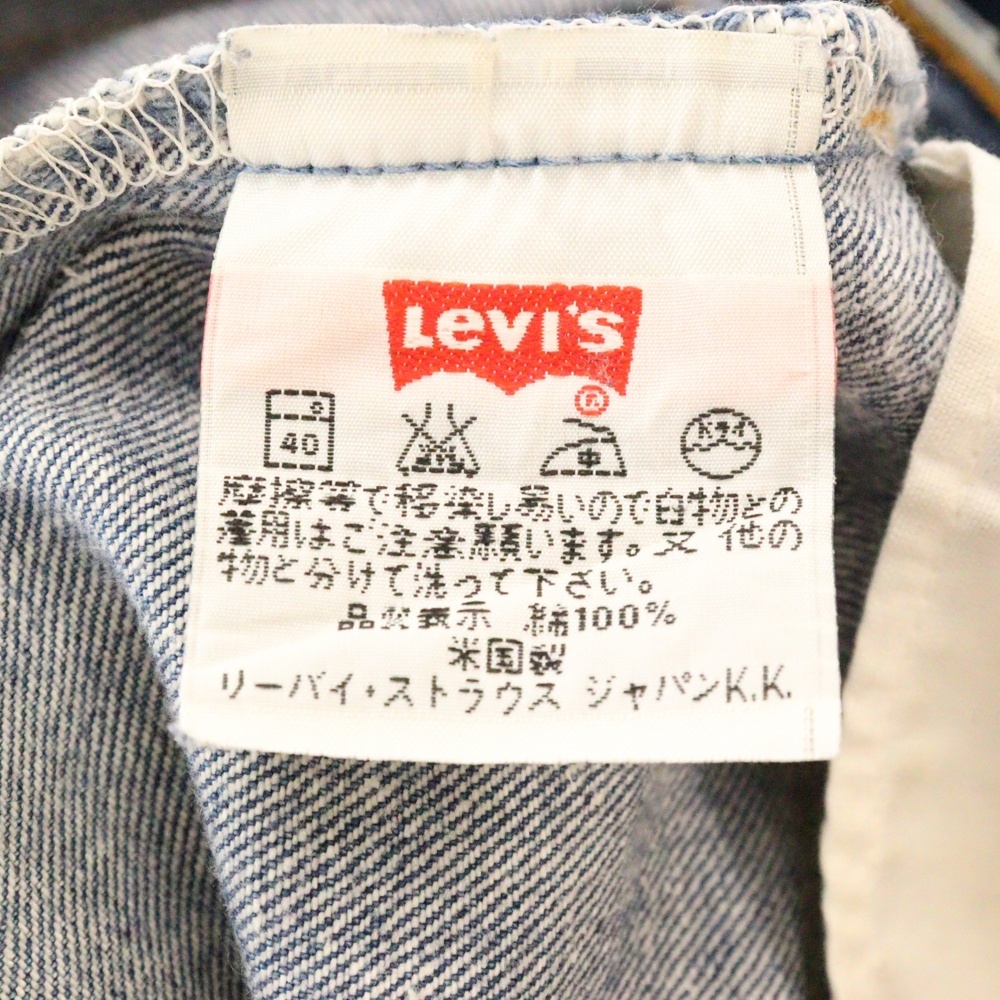 Levi's
®
40 中 ドライ
摩擦等で移染し易いので白物との
着用はご注意願います。又 他の
物と分けて洗って下さい。
品質表示 綿100%
米国製
リーバイ・ストラウス ジャパンK.K.